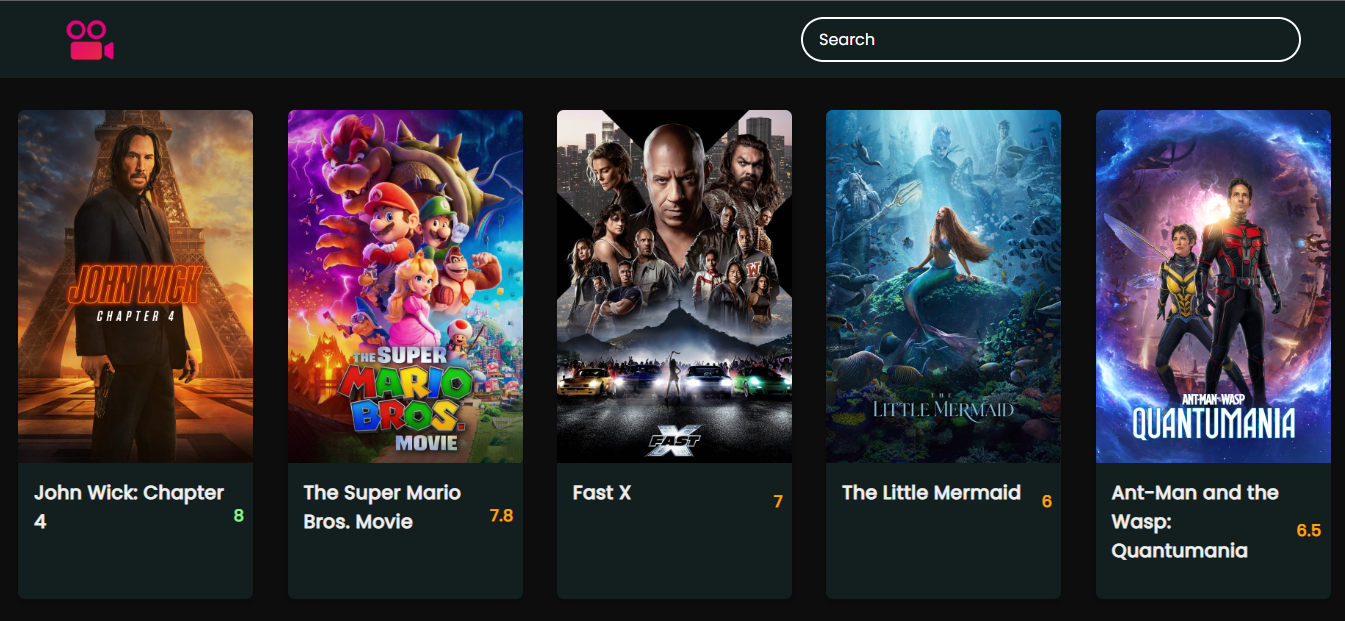 Search
JOHN WICK
CHAPTER 4
THE SUPER
MARIO
BROS.
MOVIE
FAST
X
THE
LITTLE MERMAID
ANT-MAN AND THE WASP
QUANTUMANIA
John Wick: Chapter
4
8
The Super Mario
Bros. Movie
7.8
Fast X
7
The Little Mermaid
6
Ant-Man and the
Wasp:
Quantumania
6.5